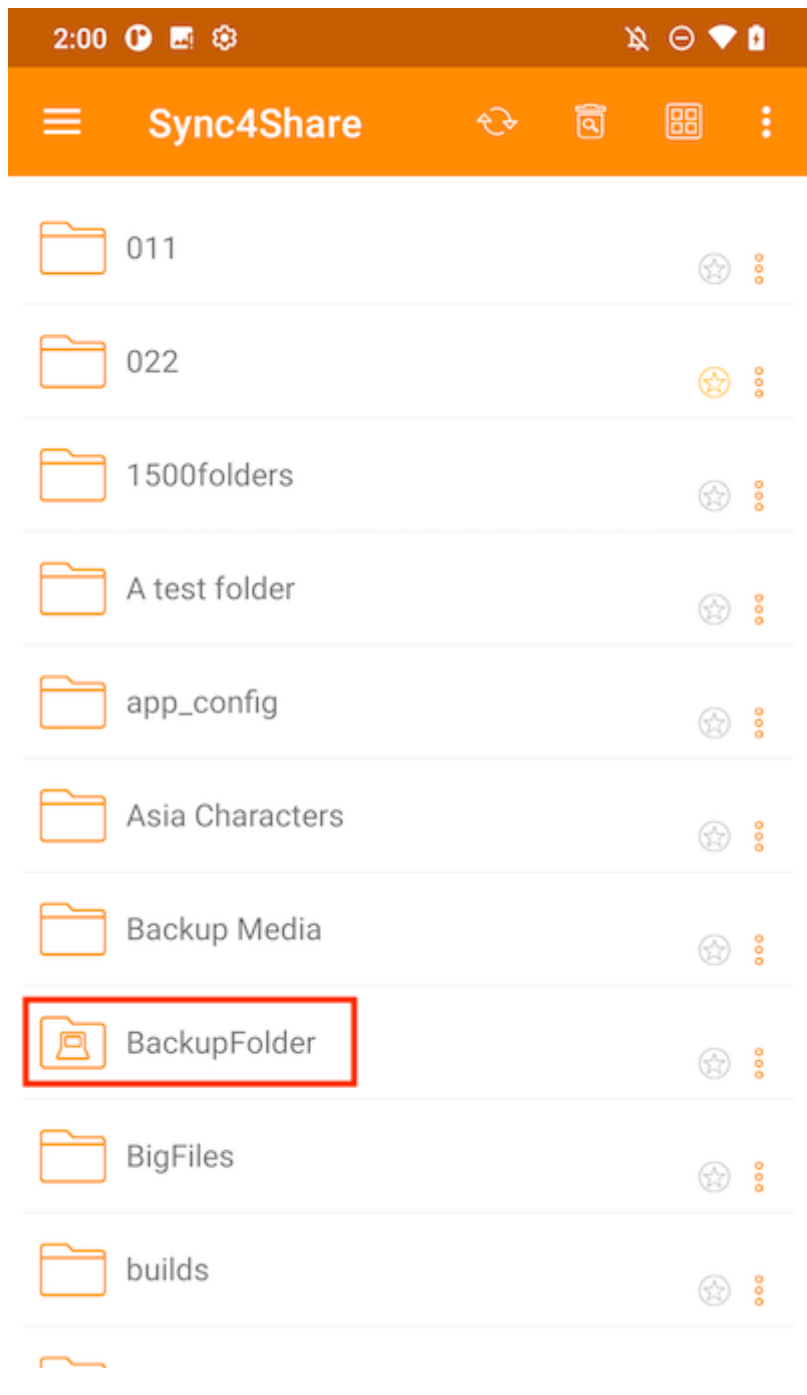 2:00
Sync4Share
011
022
1500folders
A test folder
app_config
Asia Characters
Backup Media
BackupFolder
BigFiles
builds